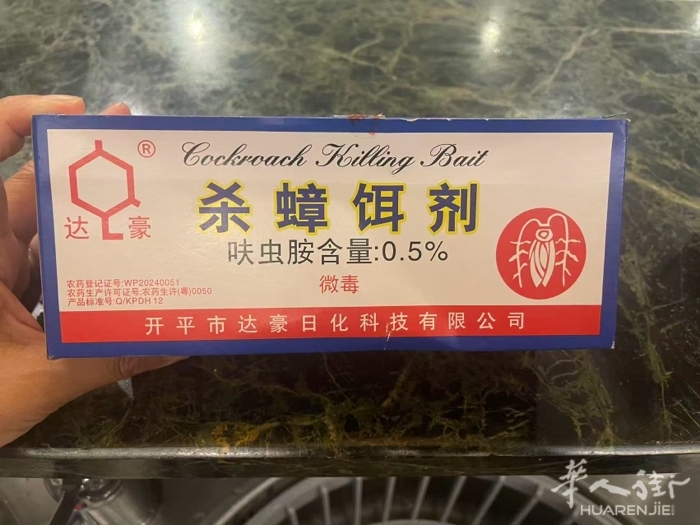 Cockroach Killing Bait
®
达豪
杀蟑饵剂
呋虫胺含量:0.5%
微毒
农药登记证号:WP20240051
农药生产许可证号:农药生许(粤)0050
产品标准号:Q/KPDH 12
开平市达豪日化科技有限公司
华人街
HUARENJIE